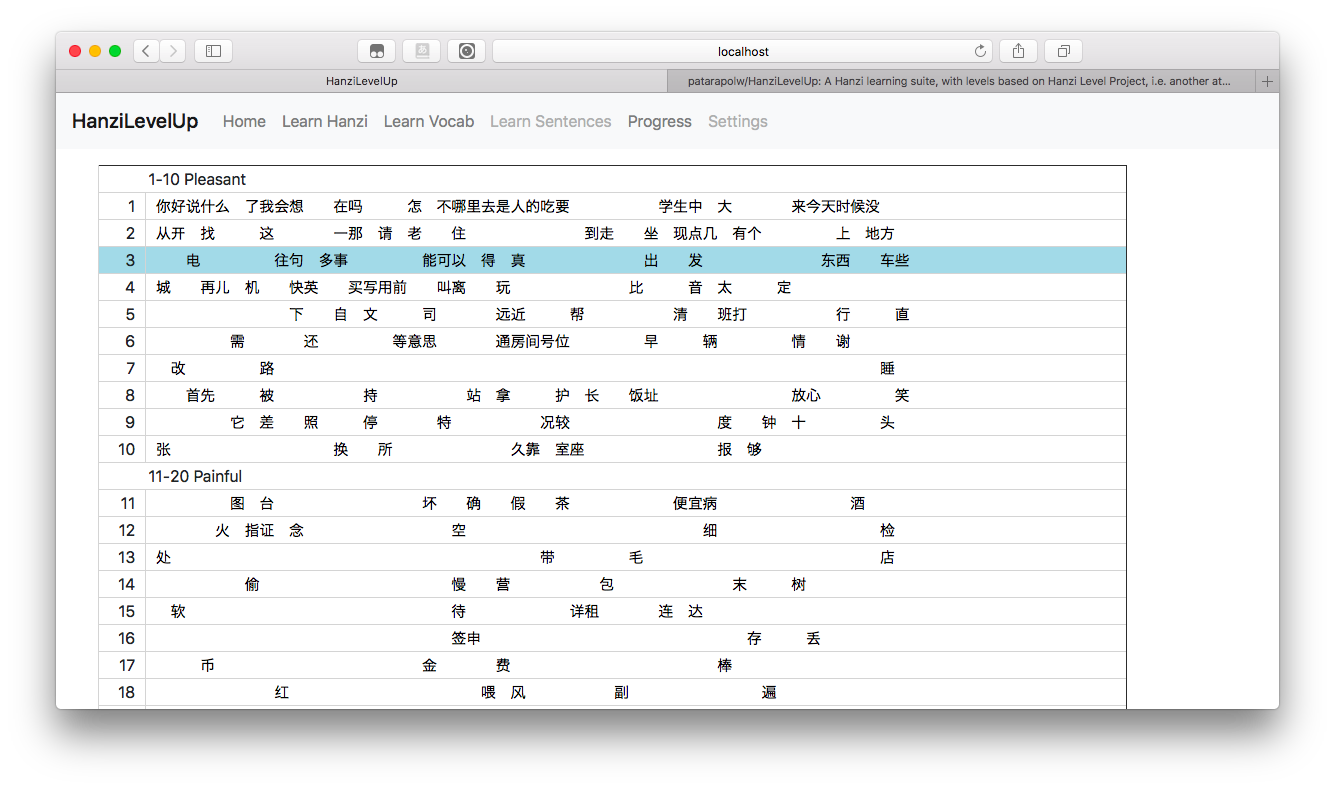 localhost
HanziLevelUp
patarapolw/HanziLevelUp: A Hanzi learning suite, with levels based on Hanzi Level Project, i.e. another at...
HanziLevelUp Home Learn Hanzi Learn Vocab Learn Sentences Progress Settings
1-10 Pleasant
1 你好说什么 了我会想 在吗 怎 不哪里去是人的吃要 学生中 大 来今天时候没
2 从开 找 这 一那 请 老 住 到走 坐 现点几 有个 上 地方
3 电 往句 多事 能可以 得 真 出 发 东西 车些
4 城 再儿 机 快英 买写用前 叫离 玩 比 音 太 定
5 下 自 文 司 远近 帮 清 班打 行 直
6 需 还 等意思 通房间号位 早 辆 情 谢
7 改 路 睡
8 首先 被 持 站 拿 护 长 饭址 放心 笑
9 它 差 照 停 特 况较 度 钟 十 头
10 张 换 所 久靠 室座 报 够
11-20 Painful
11 图 台 坏 确 假 茶 便宜病 酒
12 火 指证 念 空 细 检
13 处 带 毛 店
14 偷 慢 营 包 末 树
15 软 待 详租 连 达
16 签申 存 丢
17 币 金 费 棒
18 红 喂 风 副 遍